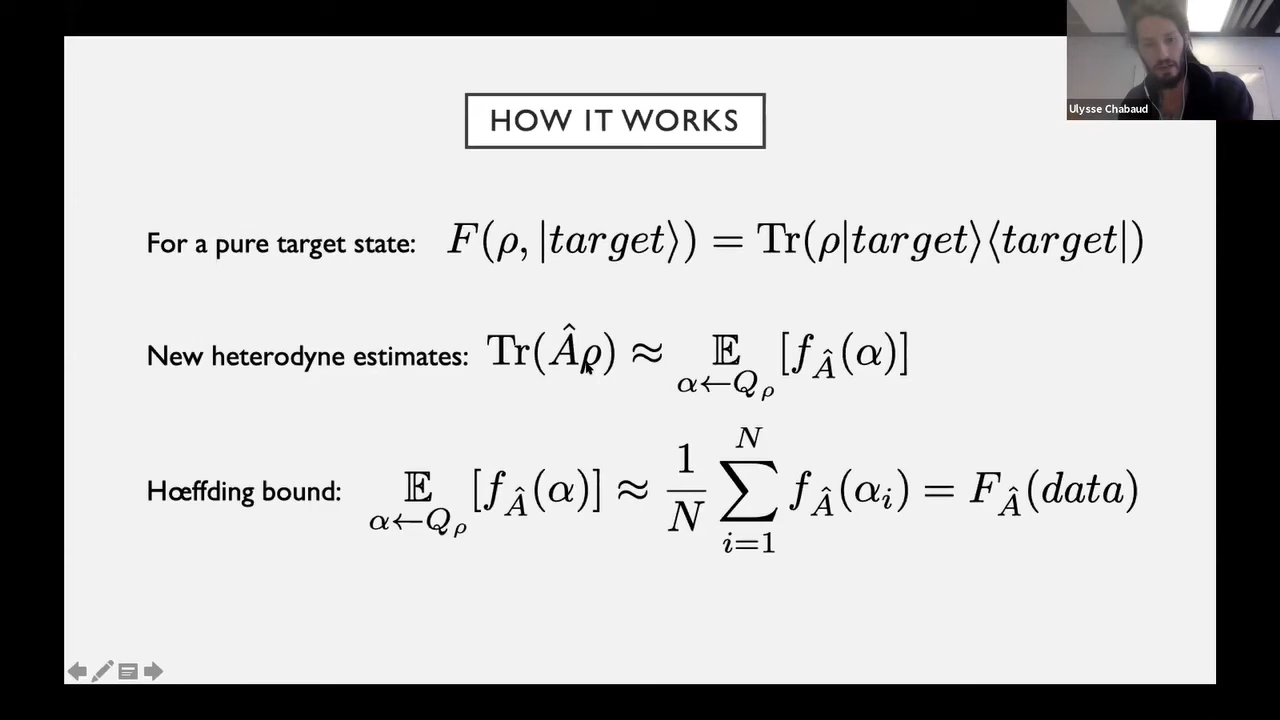 Ulysse Chabaud
HOW IT WORKS
For a pure target state: F(ρ, |target⟩) = Tr(ρ|target⟩⟨target|)
New heterodyne estimates: Tr(Âρ) ≈ 𝔼_{α←Q_ρ} [f_Â(α)]
Hœffding bound: 𝔼_{α←Q_ρ} [f_Â(α)] ≈ 1/N ∑_{i=1}^{N} f_Â(α_i) = F_Â(data)